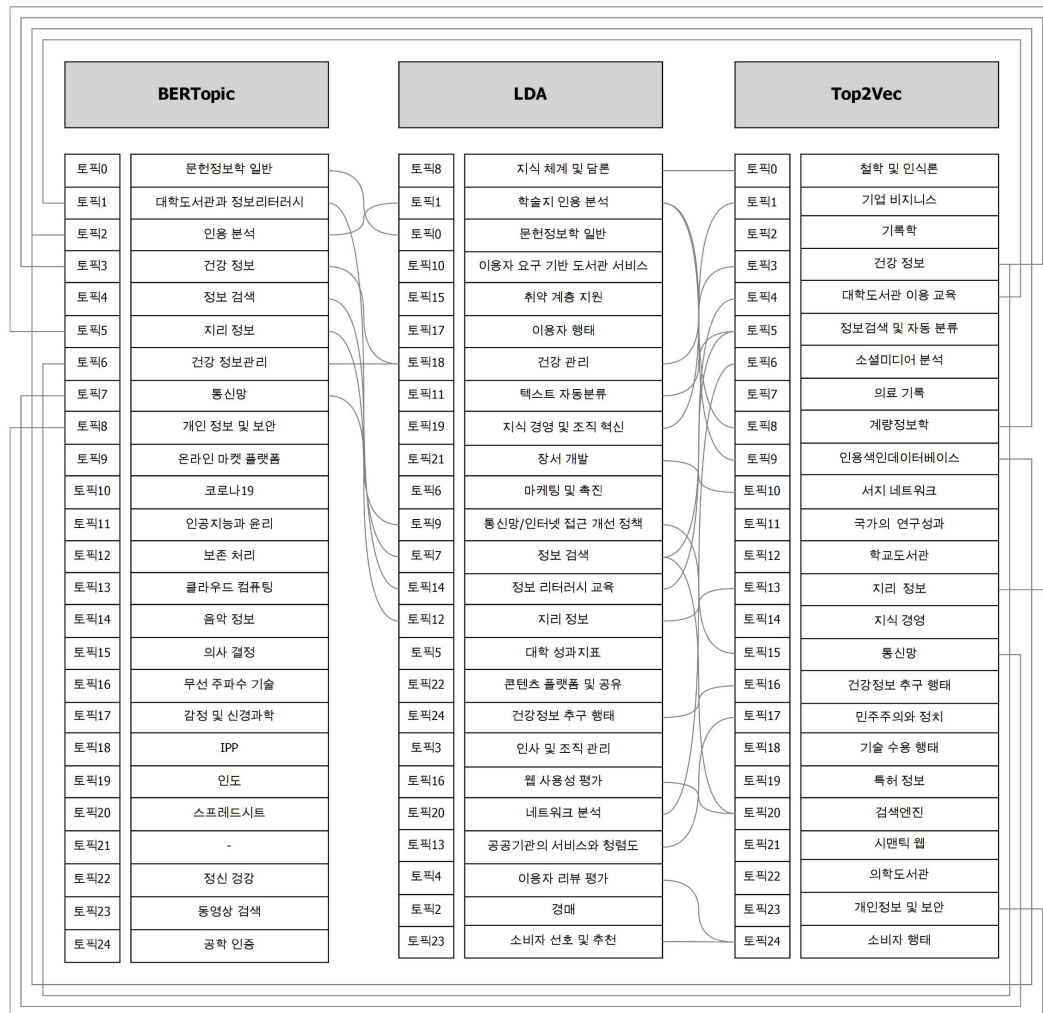 BERTopic
토픽0 문헌정보학 일반
토픽1 대학도서관과 정보리터러시
토픽2 인용 분석
토픽3 건강 정보
토픽4 정보 검색
토픽5 지리 정보
토픽6 건강 정보관리
토픽7 통신망
토픽8 개인 정보 및 보안
토픽9 온라인 마켓 플랫폼
토픽10 코로나19
토픽11 인공지능과 윤리
토픽12 보존 처리
토픽13 클라우드 컴퓨팅
토픽14 음악 정보
토픽15 의사 결정
토픽16 무선 주파수 기술
토픽17 감정 및 신경과학
토픽18 IPP
토픽19 인도
토픽20 스프레드시트
토픽21 -
토픽22 정신 겅강
토픽23 동영상 검색
토픽24 공학 인증
LDA
토픽8 지식 체계 및 담론
토픽1 학술지 인용 분석
토픽0 문헌정보학 일반
토픽10 이용자 요구 기반 도서관 서비스
토픽15 취약 계층 지원
토픽17 이용자 행태
토픽18 건강 관리
토픽11 텍스트 자동분류
토픽19 지식 경영 및 조직 혁신
토픽21 장서 개발
토픽6 마케팅 및 촉진
토픽9 통신망/인터넷 접근 개선 정책
토픽7 정보 검색
토픽14 정보 리터러시 교육
토픽12 지리 정보
토픽5 대학 성과지표
토픽22 콘텐츠 플랫폼 및 공유
토픽24 건강정보 추구 행태
토픽3 인사 및 조직 관리
토픽16 웹 사용성 평가
토픽20 네트워크 분석
토픽13 공공기관의 서비스와 청렴도
토픽4 이용자 리뷰 평가
토픽2 경매
토픽23 소비자 선호 및 추천
Top2Vec
토픽0 철학 및 인식론
토픽1 기업 비지니스
토픽2 기록학
토픽3 건강 정보
토픽4 대학도서관 이용 교육
토픽5 정보검색 및 자동 분류
토픽6 소셜미디어 분석
토픽7 의료 기록
토픽8 계량정보학
토픽9 인용색인데이터베이스
토픽10 서지 네트워크
토픽11 국가의 연구성과
토픽12 학교도서관
토픽13 지리 정보
토픽14 지식 경영
토픽15 통신망
토픽16 건강정보 추구 행태
토픽17 민주주의와 정치
토픽18 기술 수용 행태
토픽19 특허 정보
토픽20 검색엔진
토픽21 시맨틱 웹
토픽22 의학도서관
토픽23 개인정보 및 보안
토픽24 소비자 행태